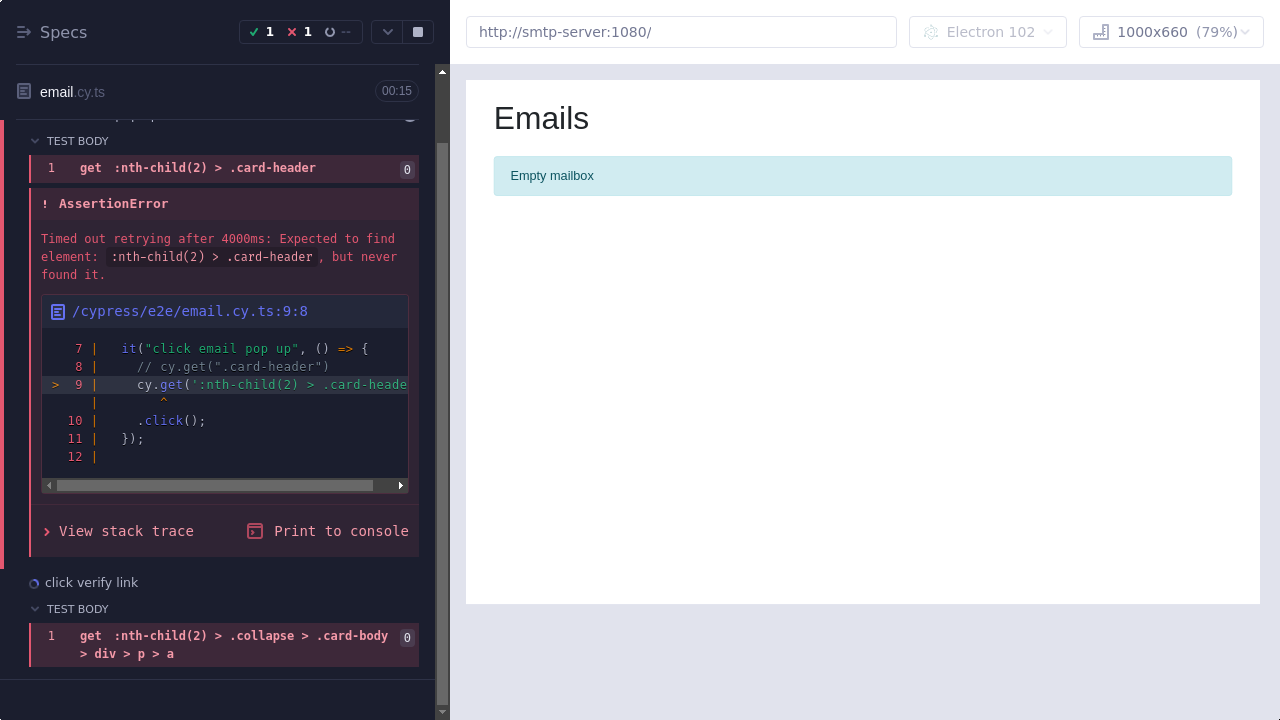 Specs
1 1 --
http://smtp-server:1080/
Electron 102
1000x660 (79%)
email.cy.ts
00:15
TEST BODY
1 get :nth-child(2) > .card-header 0
! AssertionError
Timed out retrying after 4000ms: Expected to find
element: :nth-child(2) > .card-header, but never
found it.
/cypress/e2e/email.cy.ts:9:8
7 | it("click email pop up", () => {
8 | // cy.get(".card-header")
> 9 | cy.get(':nth-child(2) > .card-heade
| ^
10 | .click();
11 | });
12 |
View stack trace
Print to console
click verify link
TEST BODY
1 get :nth-child(2) > .collapse > .card-body 0
> div > p > a
Emails
Empty mailbox